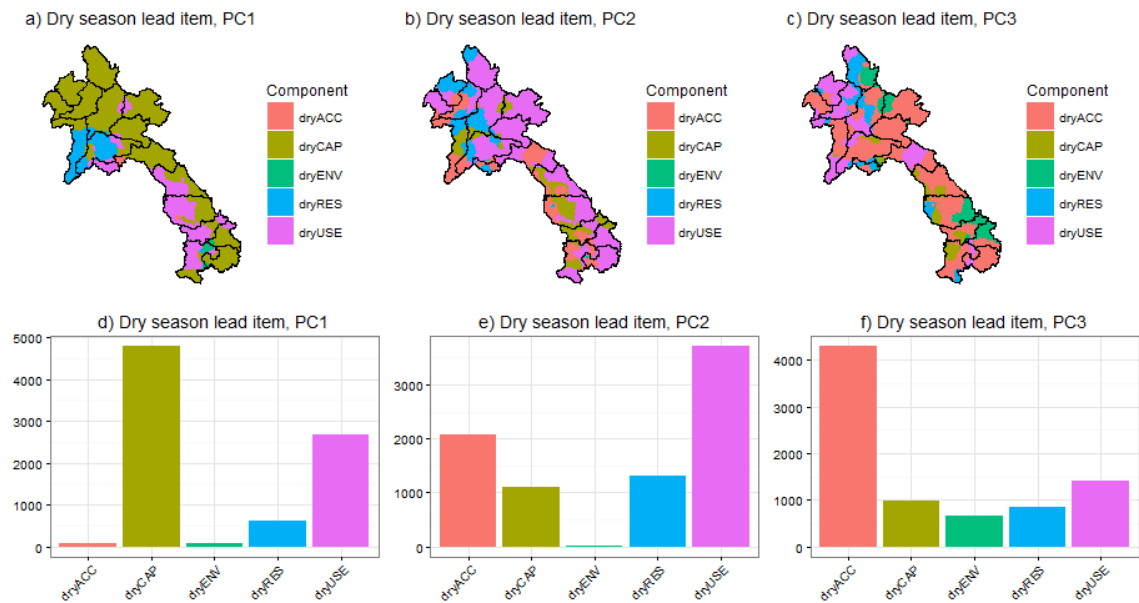 a) Dry season lead item, PC1
Component
dryACC
dryCAP
dryENV
dryRES
dryUSE
b) Dry season lead item, PC2
Component
dryACC
dryCAP
dryENV
dryRES
dryUSE
c) Dry season lead item, PC3
Component
dryACC
dryCAP
dryENV
dryRES
dryUSE
d) Dry season lead item, PC1
5000
4000
3000
2000
1000
0
dryACC
dryCAP
dryENV
dryRES
dryUSE
e) Dry season lead item, PC2
3000
2000
1000
0
dryACC
dryCAP
dryENV
dryRES
dryUSE
f) Dry season lead item, PC3
4000
3000
2000
1000
0
dryACC
dryCAP
dryENV
dryRES
dryUSE